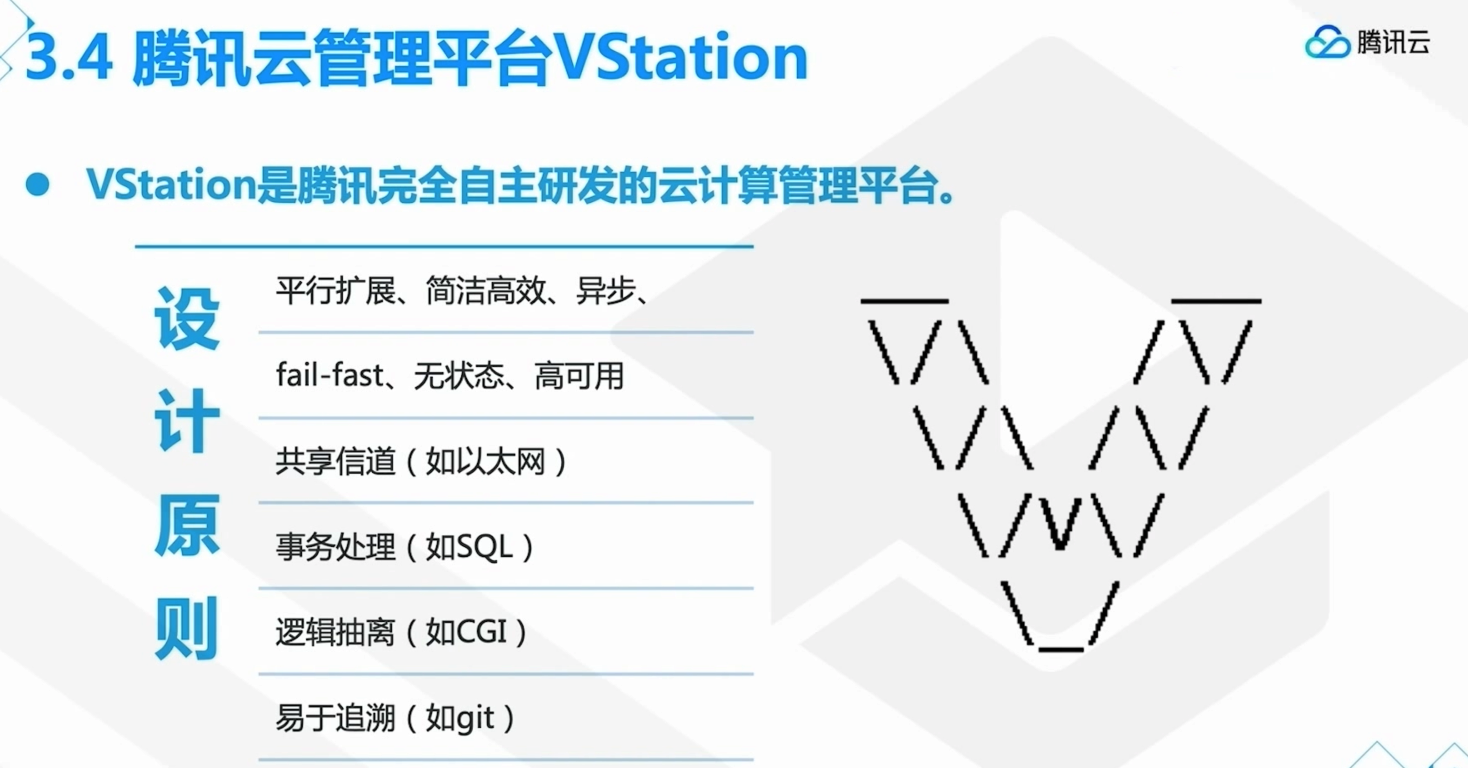 3.4 腾讯云管理平台VStation
腾讯云
VStation是腾讯完全自主研发的云计算管理平台。
设计原则
平行扩展、简洁高效、异步、
fail-fast、无状态、高可用
共享信道（如以太网）
事务处理（如SQL）
逻辑抽离（如CGI）
易于追溯（如git）